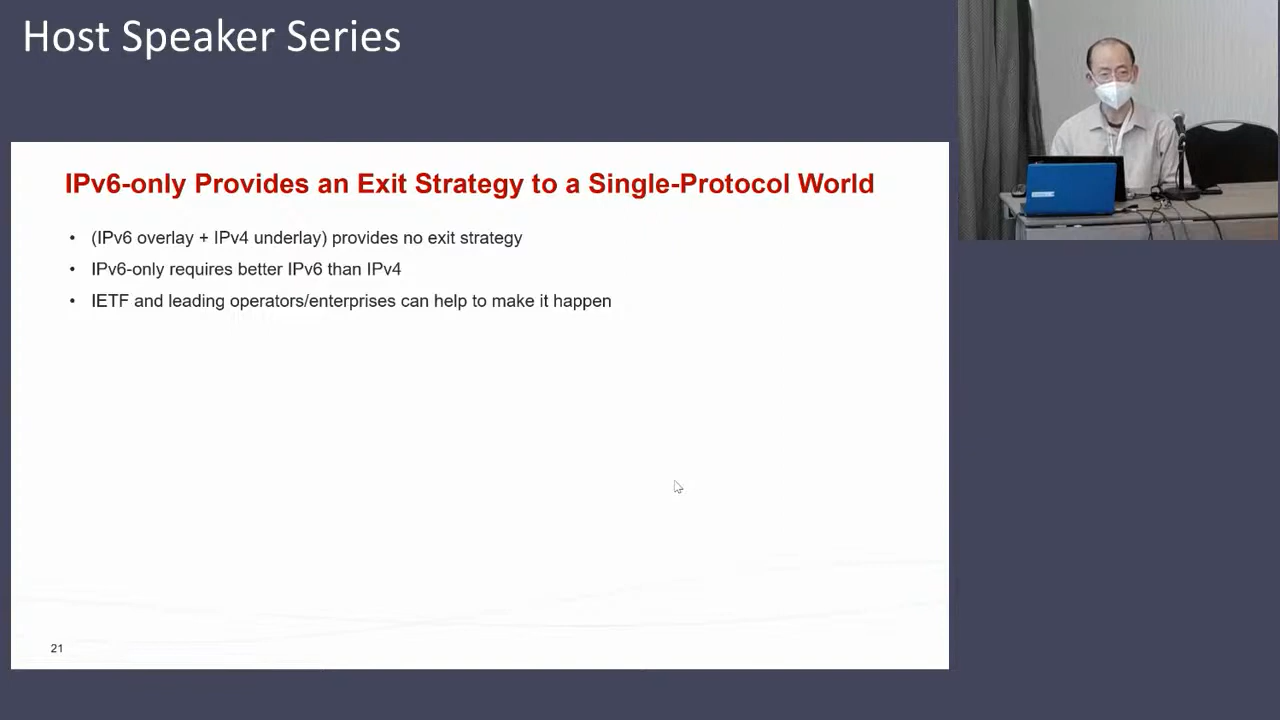 Host Speaker Series
IPv6-only Provides an Exit Strategy to a Single-Protocol World
• (IPv6 overlay + IPv4 underlay) provides no exit strategy
• IPv6-only requires better IPv6 than IPv4
• IETF and leading operators/enterprises can help to make it happen
21